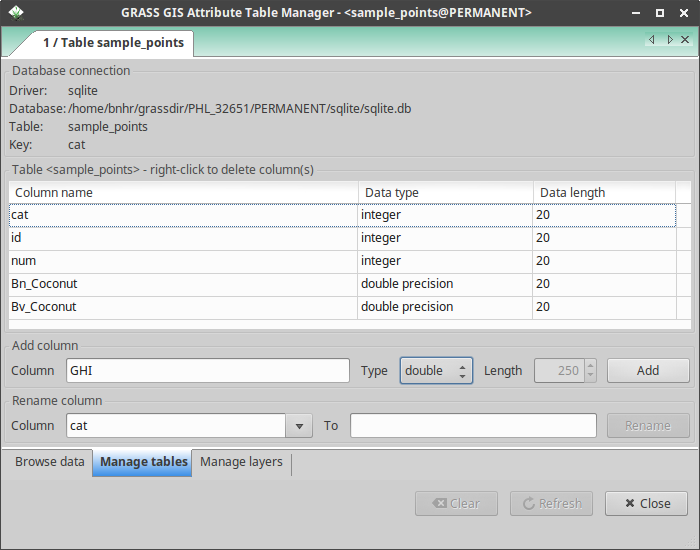 GRASS GIS Attribute Table Manager - <sample_points@PERMANENT>
1 / Table sample_points
Database connection
Driver: sqlite
Database: /home/bnhr/grassdir/PHL_32651/PERMANENT/sqlite/sqlite.db
Table: sample_points
Key: cat
Table <sample_points> - right-click to delete column(s)
Column name Data type Data length
cat integer 20
id integer 20
num integer 20
Bn_Coconut double precision 20
Bv_Coconut double precision 20
Add column
Column GHI Type double Length 250 Add
Rename column
Column cat To Rename
Browse data Manage tables Manage layers
Clear Refresh Close